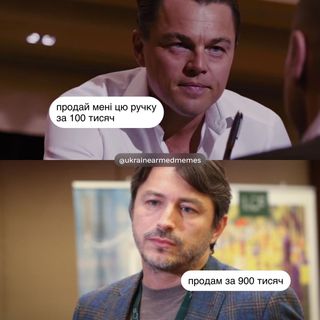 продай мені цю ручку
за 100 тисяч
@ukrainearmedmemes
продам за 900 тисяч